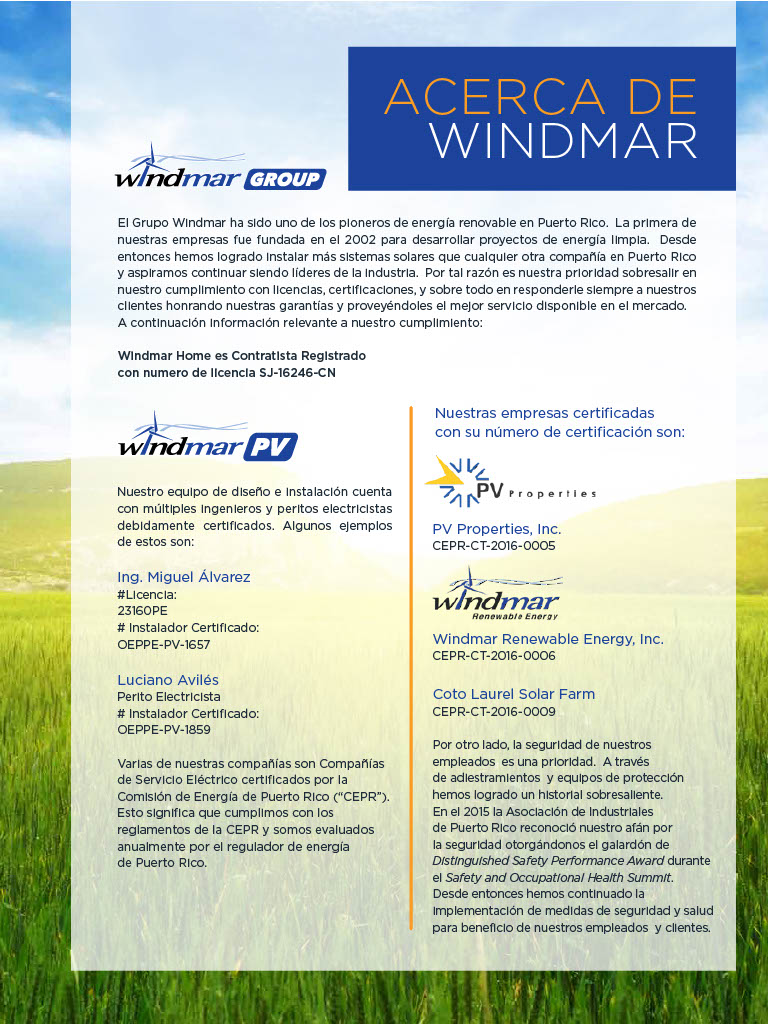 ACERCA DE
WINDMAR
windmar GROUP
El Grupo Windmar ha sido uno de los pioneros de energía renovable en Puerto Rico. La primera de
nuestras empresas fue fundada en el 2002 para desarrollar proyectos de energía limpia. Desde
entonces hemos logrado instalar más sistemas solares que cualquier otra compañía en Puerto Rico
y aspiramos continuar siendo líderes de la industria. Por tal razón es nuestra prioridad sobresalir en
nuestro cumplimiento con licencias, certificaciones, y sobre todo en responderle siempre a nuestros
clientes honrando nuestras garantías y proveyéndoles el mejor servicio disponible en el mercado.
A continuación información relevante a nuestro cumplimiento:
Windmar Home es Contratista Registrado
con numero de licencia SJ-16246-CN
windmar PV
Nuestro equipo de diseño e instalación cuenta
con múltiples ingenieros y peritos electricistas
debidamente certificados. Algunos ejemplos
de estos son:
Ing. Miguel Álvarez
#Licencia:
23160PE
# Instalador Certificado:
OEPPE-PV-1657
Luciano Avilés
Perito Electricista
# Instalador Certificado:
OEPPE-PV-1859
Varias de nuestras compañías son Compañías
de Servicio Eléctrico certificados por la
Comisión de Energía de Puerto Rico (“CEPR”).
Esto significa que cumplimos con los
reglamentos de la CEPR y somos evaluados
anualmente por el regulador de energía
de Puerto Rico.
Nuestras empresas certificadas
con su número de certificación son:
PV Properties
PV Properties, Inc.
CEPR-CT-2016-0005
windmar
Renewable Energy
Windmar Renewable Energy, Inc.
CEPR-CT-2016-0006
Coto Laurel Solar Farm
CEPR-CT-2016-0009
Por otro lado, la seguridad de nuestros
empleados es una prioridad. A través
de adiestramientos y equipos de protección
hemos logrado un historial sobresaliente.
En el 2015 la Asociación de Industriales
de Puerto Rico reconoció nuestro afán por
la seguridad otorgándonos el galardón de
Distinguished Safety Performance Award durante
el Safety and Occupational Health Summit.
Desde entonces hemos continuado la
implementación de medidas de seguridad y salud
para beneficio de nuestros empleados y clientes.